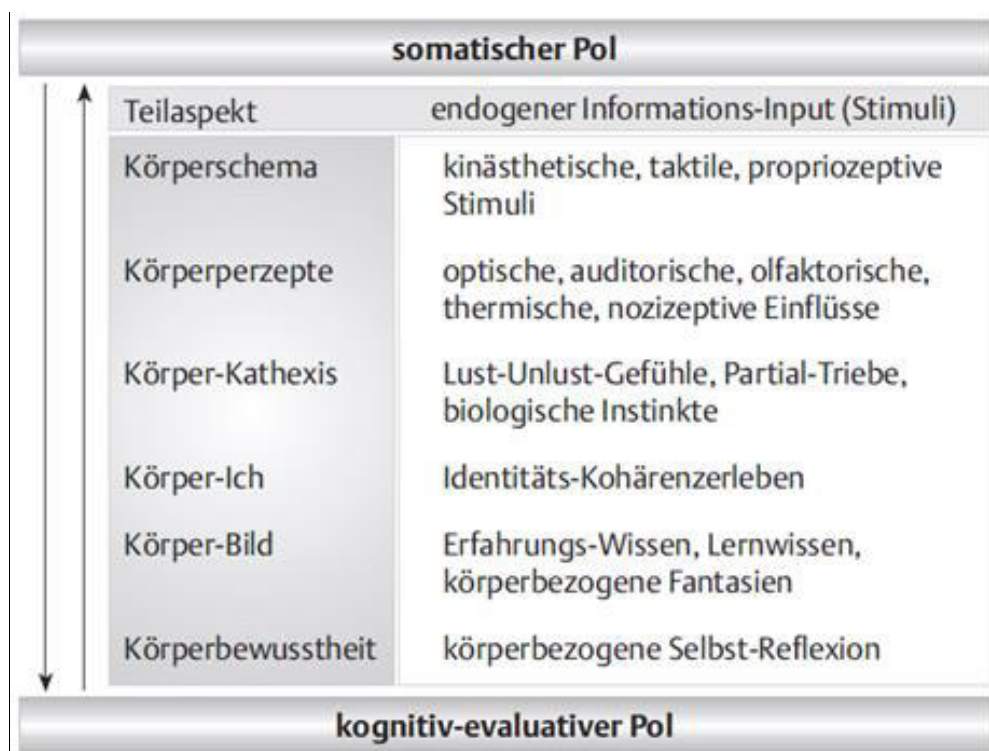 somatischer Pol
Teilaspekt endogener Informations-Input (Stimuli)
Körperschema kinästhetische, taktile, propriozeptive
Stimuli
Körperperzepte optische, auditorische, olfaktorische,
thermische, nozizeptive Einflüsse
Körper-Kathexis Lust-Unlust-Gefühle, Partial-Triebe,
biologische Instinkte
Körper-Ich Identitäts-Kohärenzerleben
Körper-Bild Erfahrungs-Wissen, Lernwissen,
körperbezogene Fantasien
Körperbewusstheit körperbezogene Selbst-Reflexion
kognitiv-evaluativer Pol